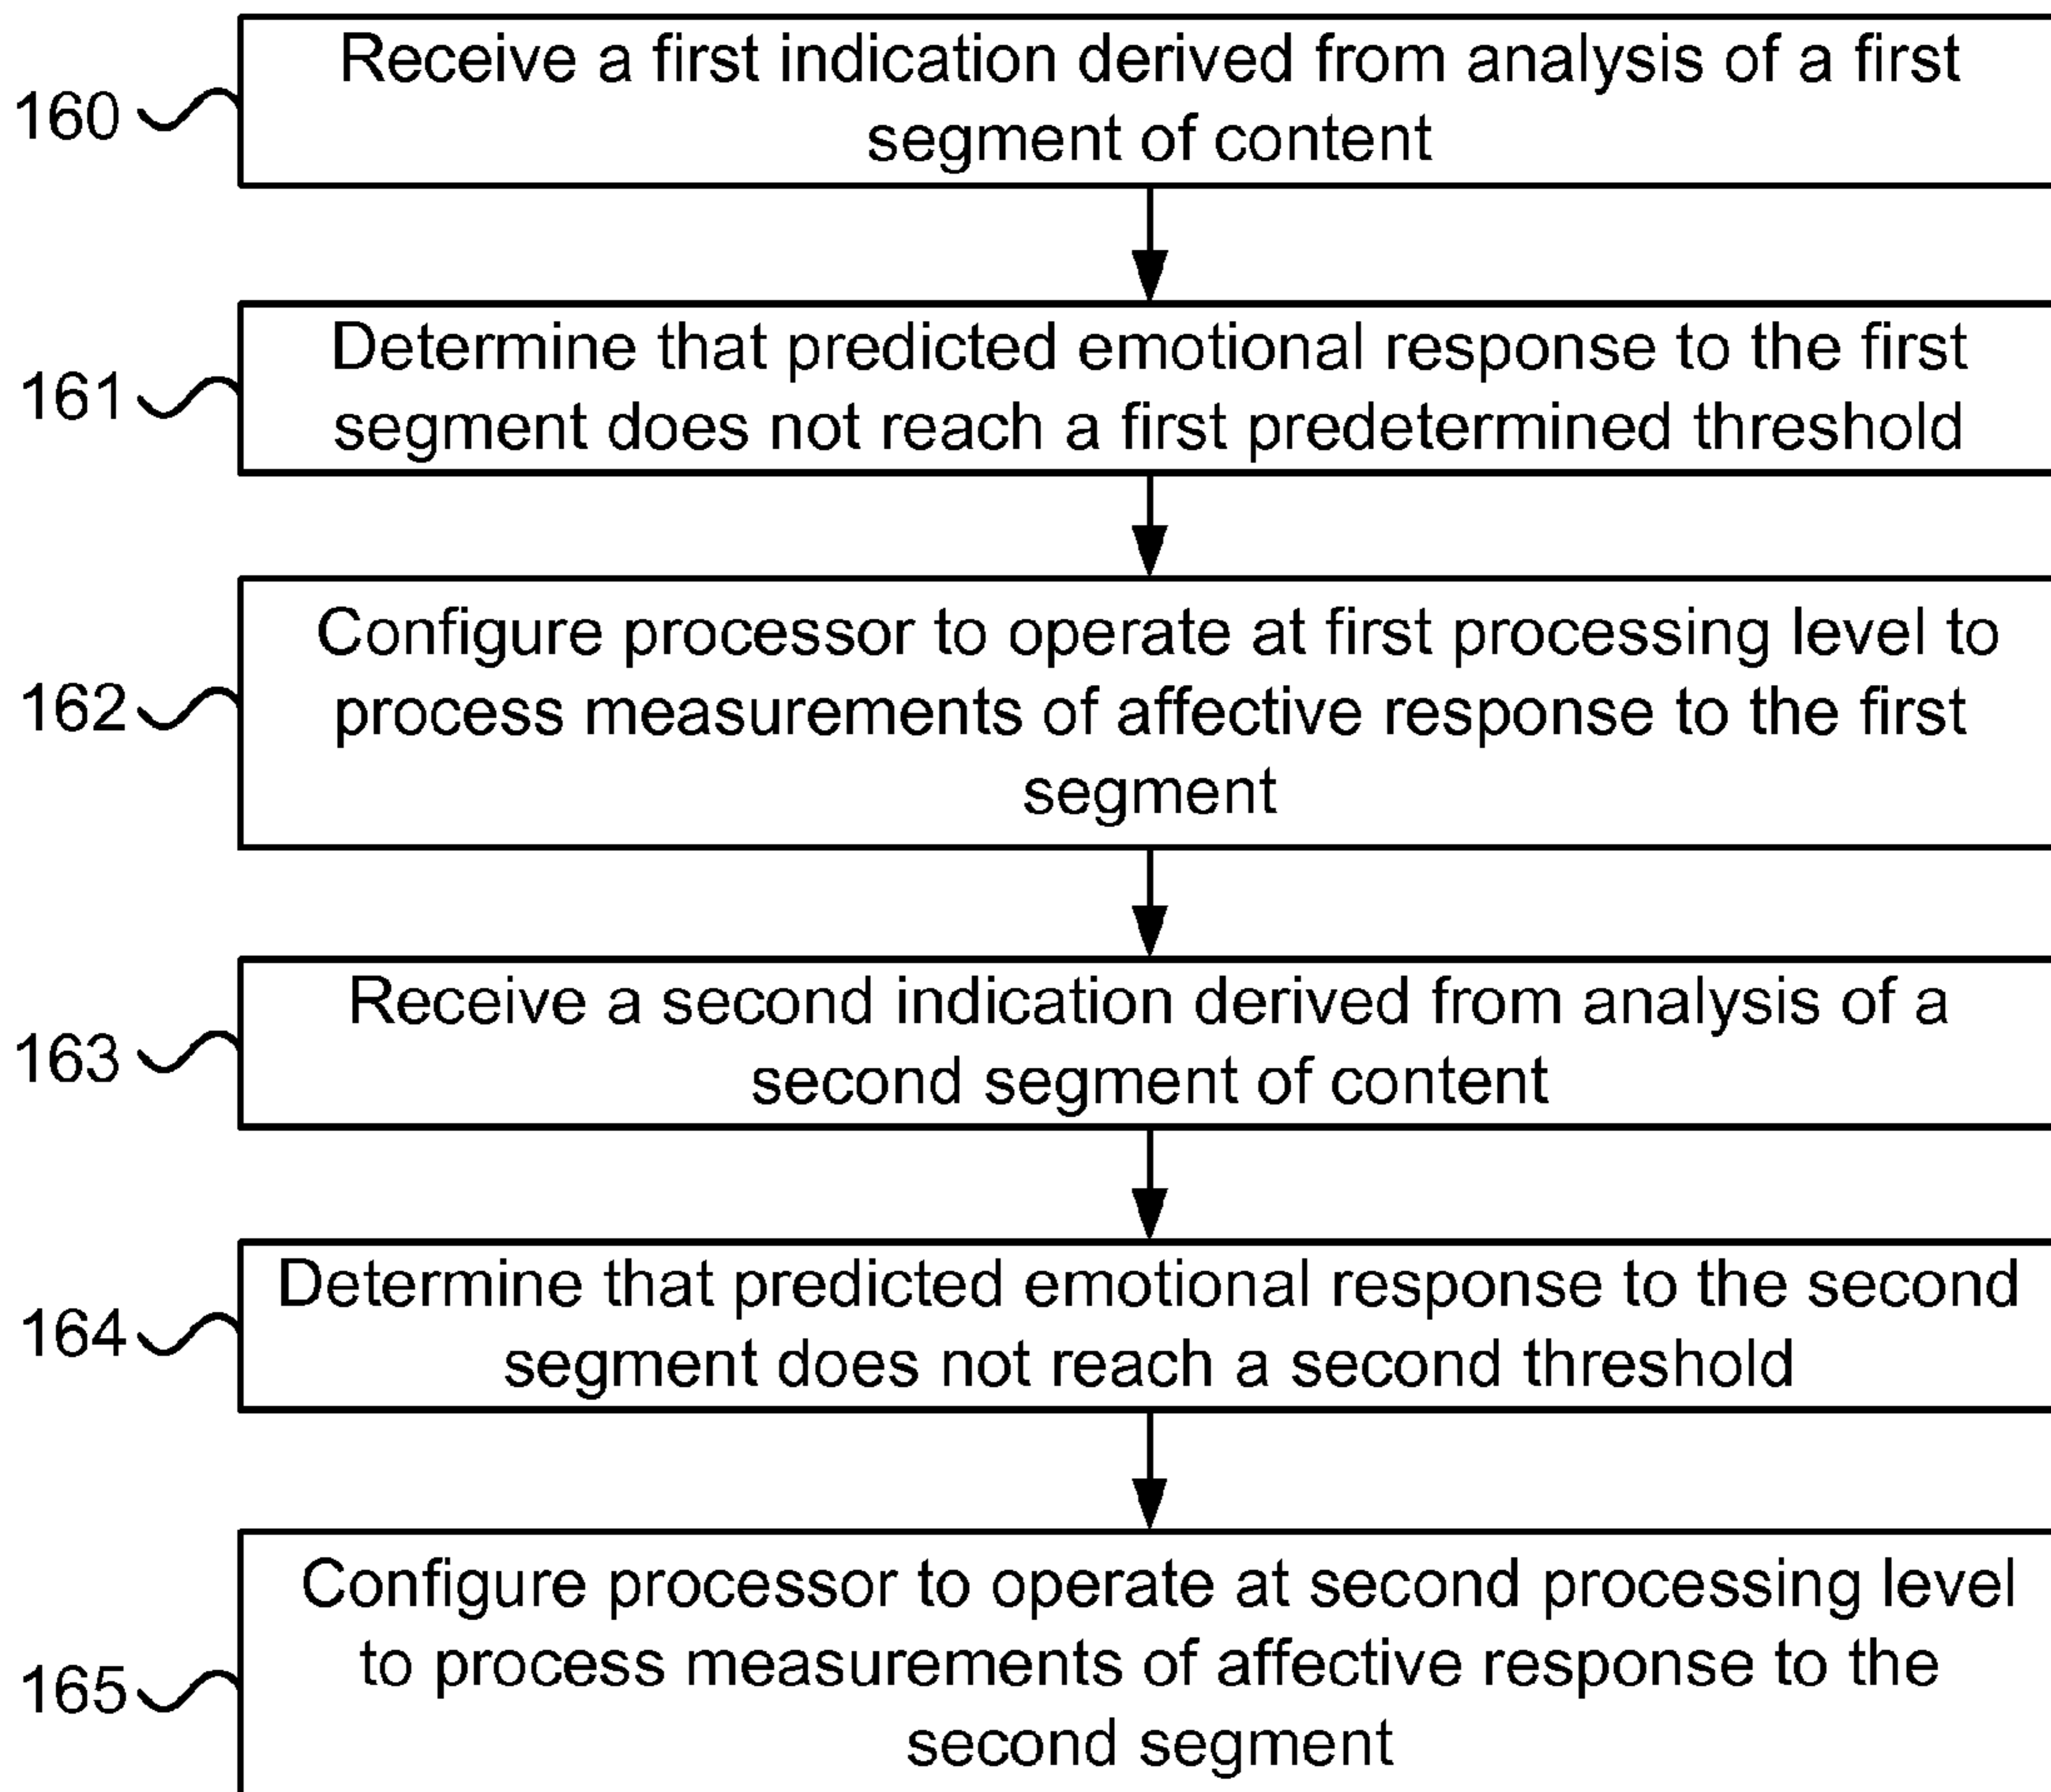 160
Receive a first indication derived from analysis of a first
segment of content
161
Determine that predicted emotional response to the first
segment does not reach a first predetermined threshold
162
Configure processor to operate at first processing level to
process measurements of affective response to the first
segment
163
Receive a second indication derived from analysis of a
second segment of content
164
Determine that predicted emotional response to the second
segment does not reach a second threshold
165
Configure processor to operate at second processing level
to process measurements of affective response to the
second segment